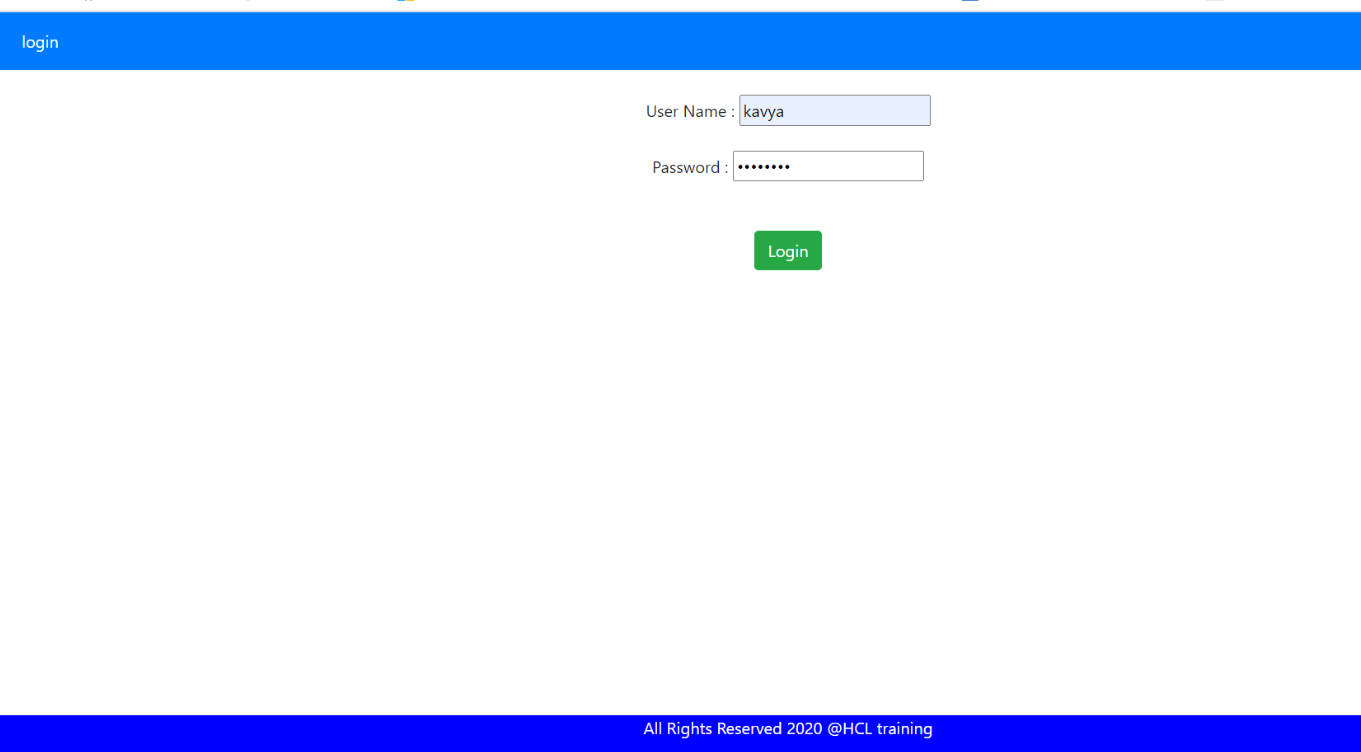 login
User Name : kavya
Password : ••••••••
Login
All Rights Reserved 2020 @HCL training